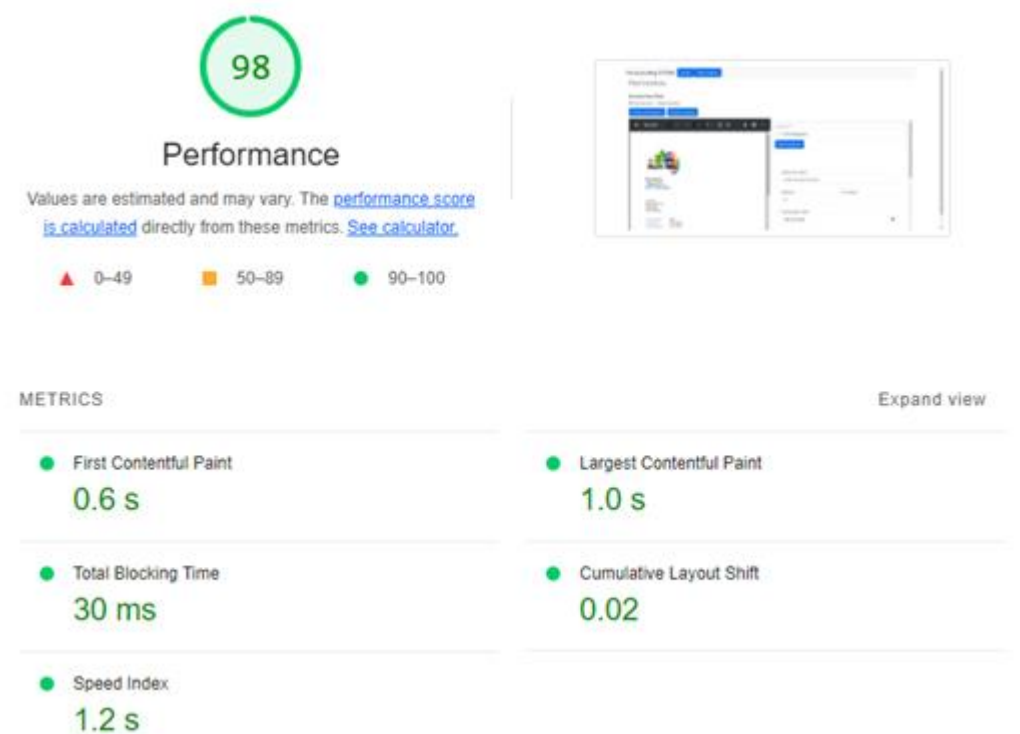 98
Performance
Values are estimated and may vary. The performance score
is calculated directly from these metrics. See calculator.
0–49
50–89
90–100
METRICS
Expand view
First Contentful Paint
0.6 s
Largest Contentful Paint
1.0 s
Total Blocking Time
30 ms
Cumulative Layout Shift
0.02
Speed Index
1.2 s